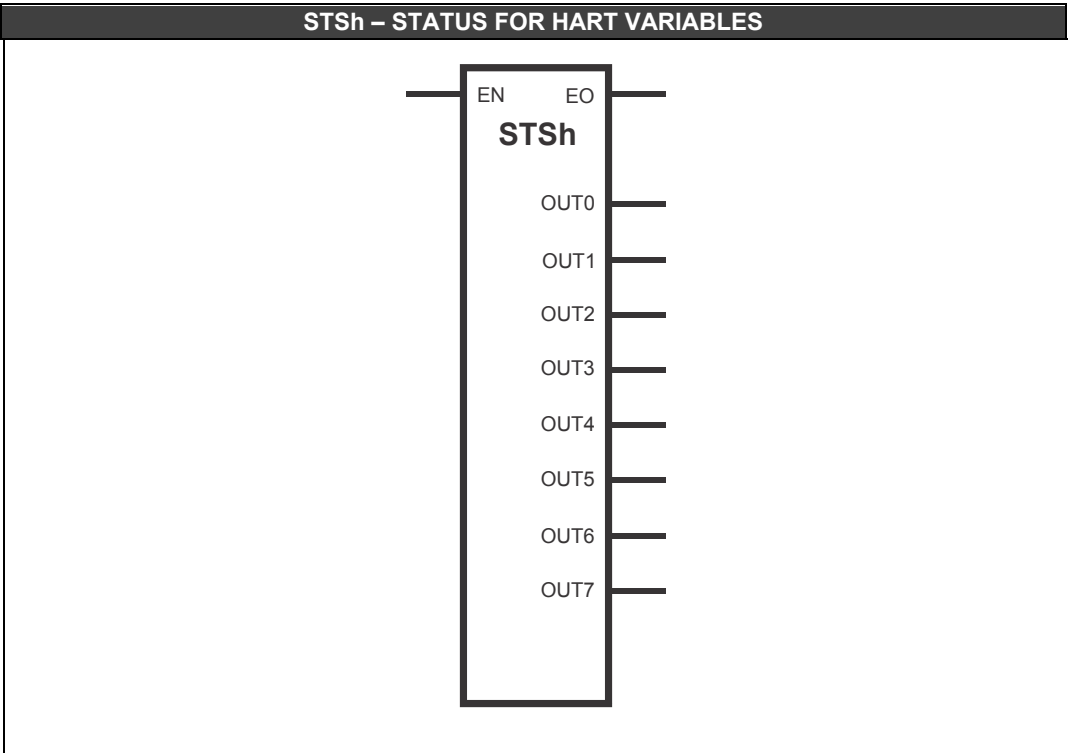 STSh – STATUS FOR HART VARIABLES
EN EO
STSh
OUT0
OUT1
OUT2
OUT3
OUT4
OUT5
OUT6
OUT7